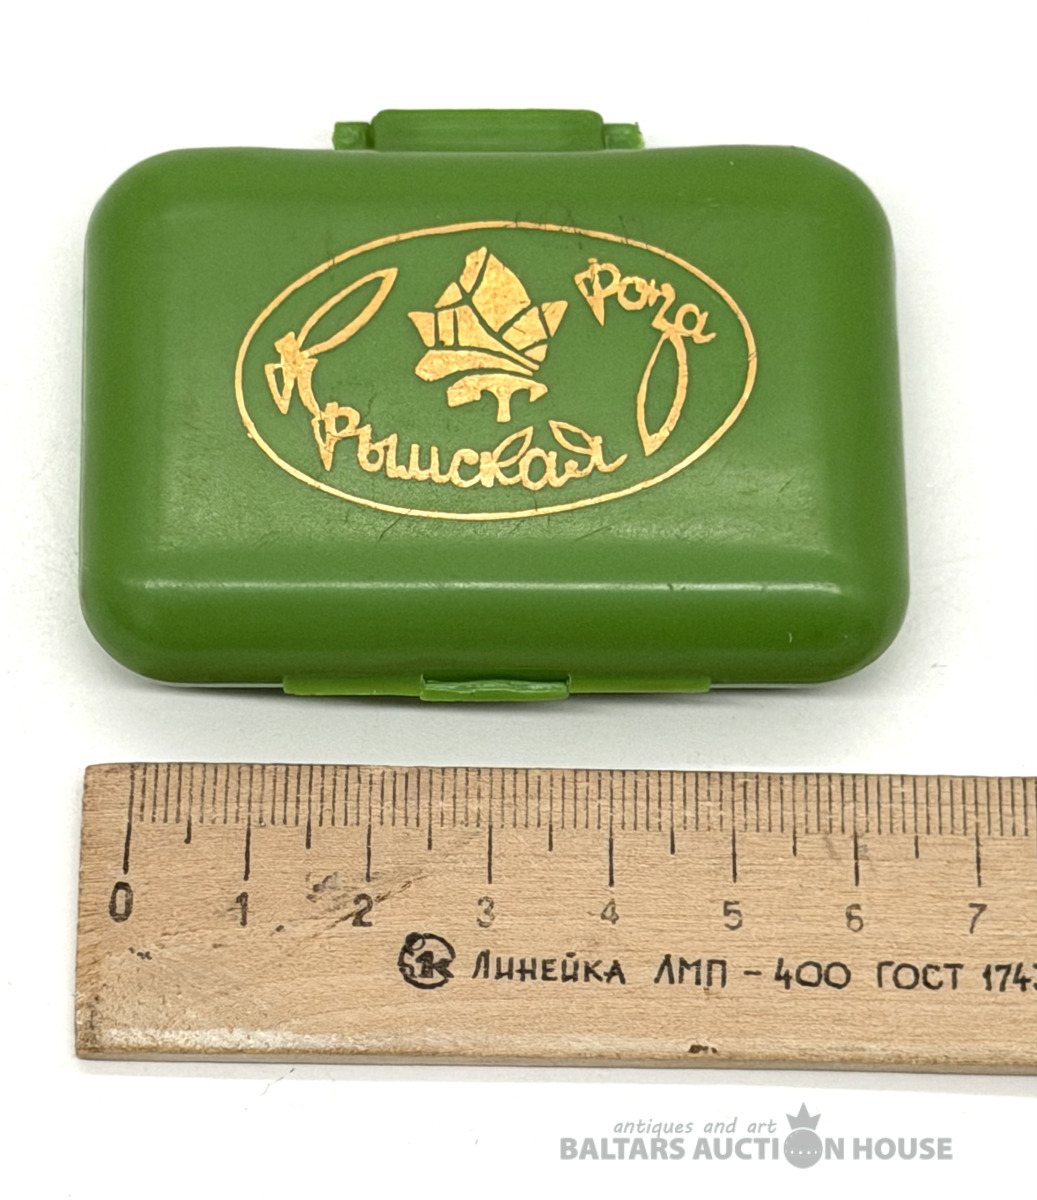 Крымская
роза
0 1 2 3 4 5 6 7
ЛИНЕЙКА ЛМП – 400 ГОСТ
antiques and art
BALTARS AUCTION HOUSE